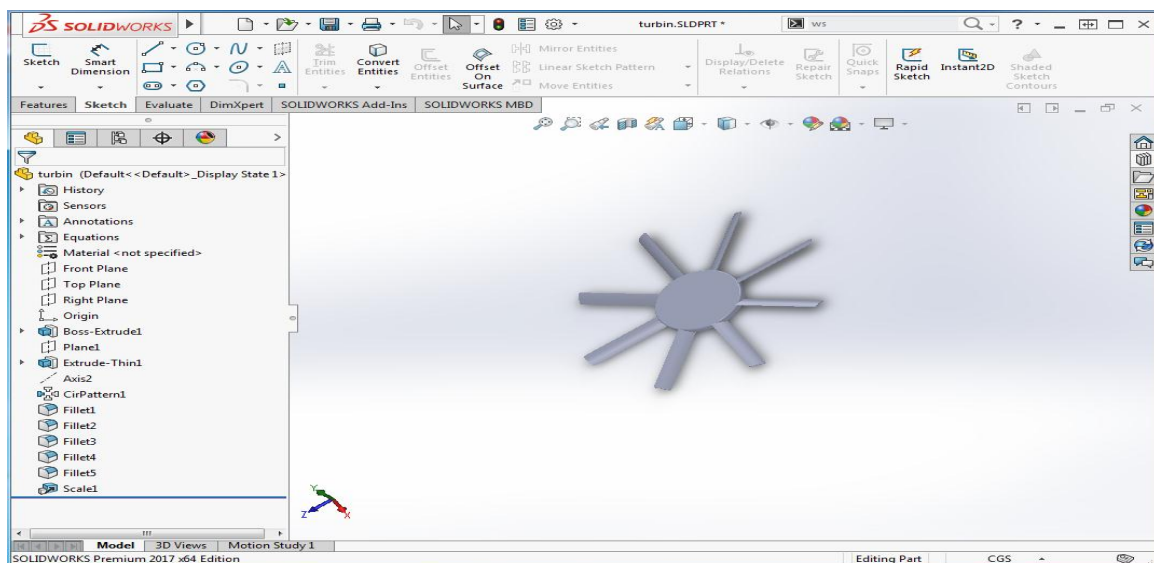 SOLIDWORKS
turbin.SLDPRT *
ws
?
Sketch
Smart Dimension
Trim Entities
Convert Entities
Offset Entities
Offset On Surface
Mirror Entities
Linear Sketch Pattern
Move Entities
Display/Delete Relations
Repair Sketch
Quick Snaps
Rapid Sketch
Instant2D
Shaded Sketch Contours
Features Sketch Evaluate DimXpert SOLIDWORKS Add-Ins SOLIDWORKS MBD
turbin (Default<<Default>_Display State 1>
History
Sensors
Annotations
Equations
Material <not specified>
Front Plane
Top Plane
Right Plane
Origin
Boss-Extrude1
Plane1
Extrude-Thin1
Axis2
CirPattern1
Fillet1
Fillet2
Fillet3
Fillet4
Fillet5
Scale1
Y
Z
X
Model 3D Views Motion Study 1
SOLIDWORKS Premium 2017 x64 Edition
Editing Part
CGS